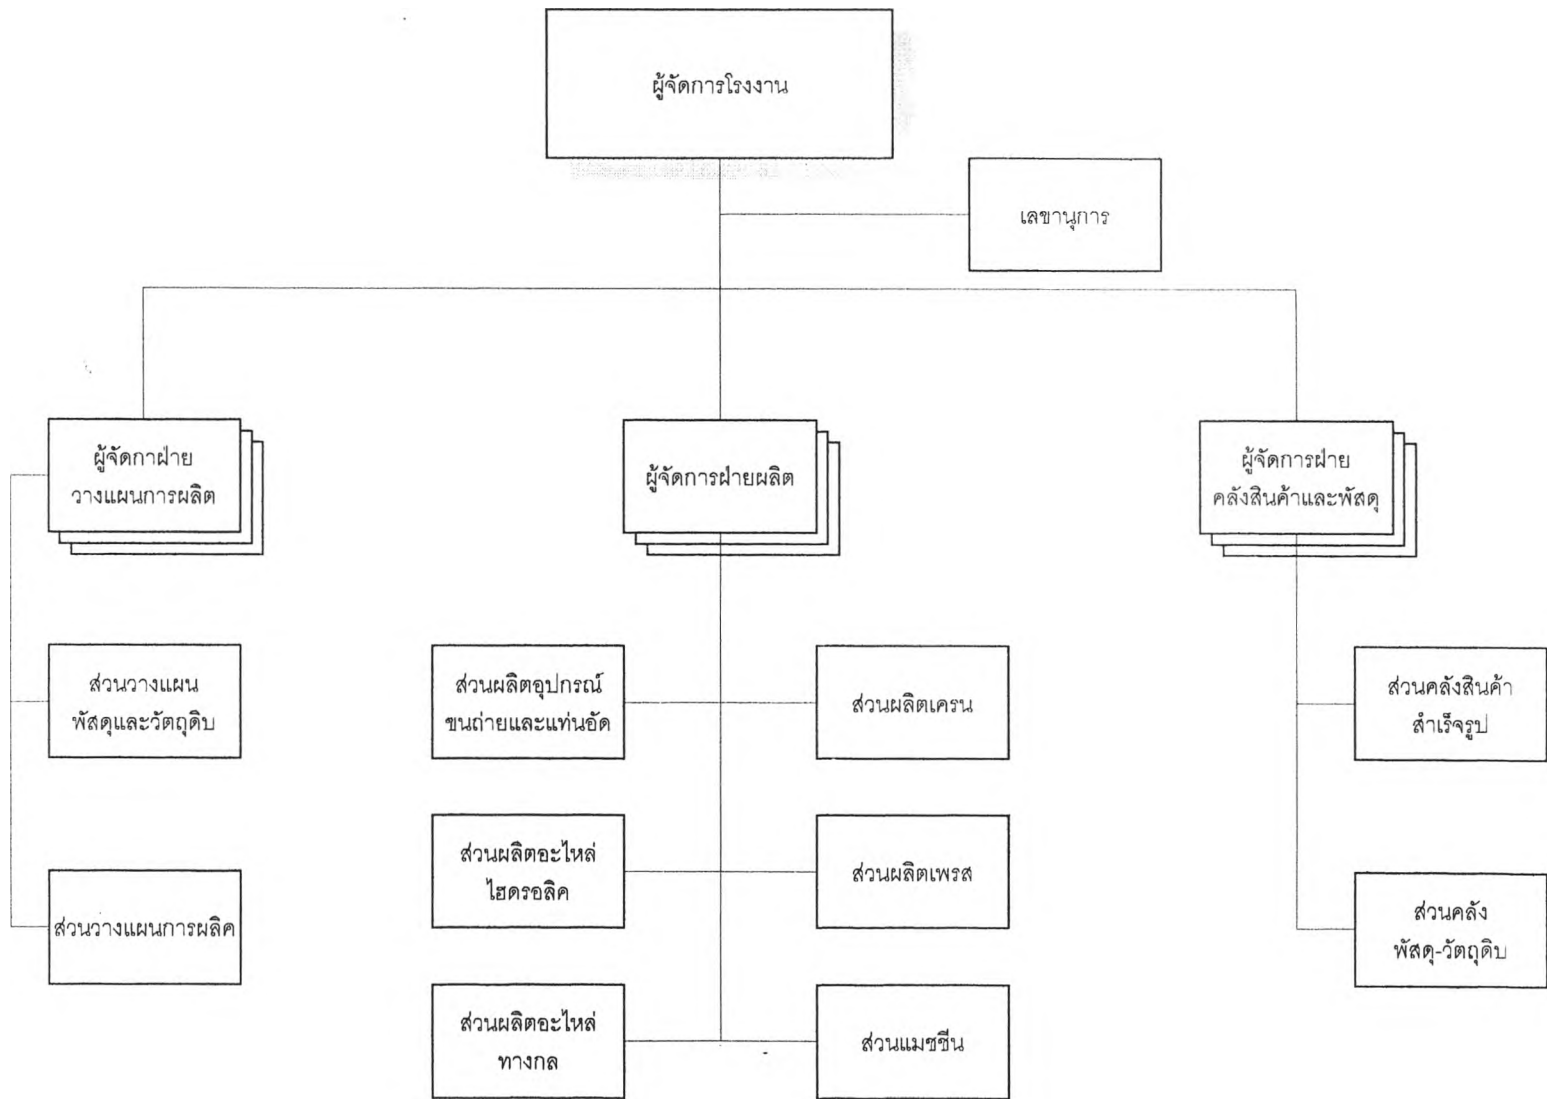 ผู้จัดการโรงงาน
เลขานุการ
ผู้จัดกาฝ่าย
วางแผนการผลิต
ผู้จัดการฝ่ายผลิต
ผู้จัดการฝ่าย
คลังสินค้าและพัสดุ
ส่วนวางแผน
พัสดุและวัตถุดิบ
ส่วนผลิตอุปกรณ์
ขนถ่ายและแท่นอัด
ส่วนผลิตเครน
ส่วนคลังสินค้า
สำเร็จรูป
ส่วนวางแผนการผลิค
ส่วนผลิตอะไหล่
ไฮดรอลิค
ส่วนผลิตเพรส
ส่วนคลัง
พัสดุ-วัตถุดิบ
ส่วนผลิตอะไหล่
ทางกล
ส่วนแมชชีน